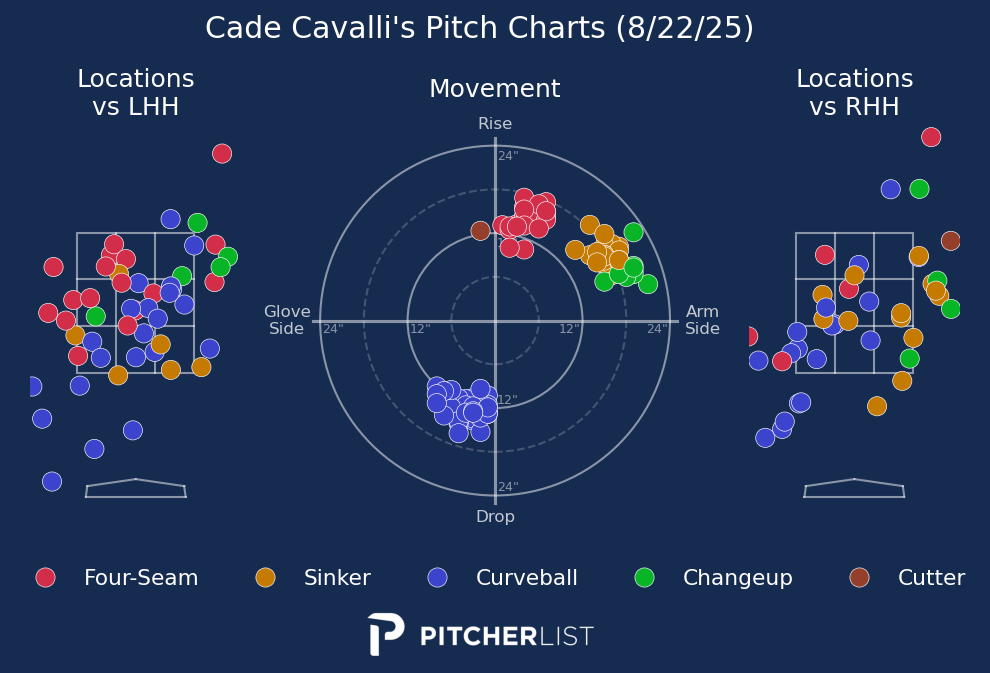 Cade Cavalli's Pitch Charts (8/22/25)
Locations
vs LHH
Movement
Locations
vs RHH
Rise
24"
Glove
Side
24"
12"
12"
24"
Arm
Side
12"
24"
Drop
Four-Seam
Sinker
Curveball
Changeup
Cutter
PITCHERLIST